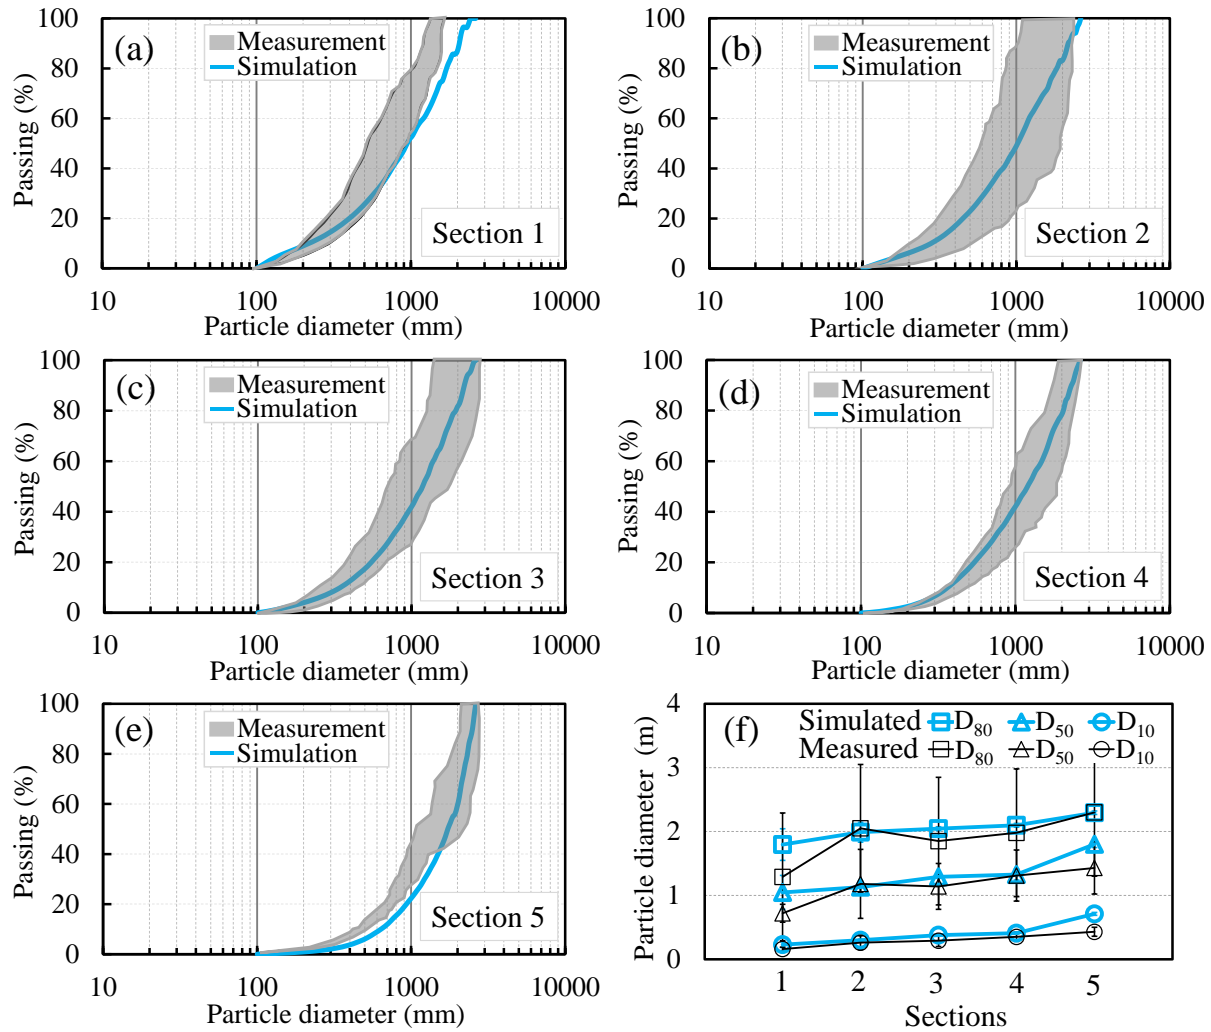 (a)
Measurement
Simulation
Section 1
Passing (%)
100
80
60
40
20
0
10 100 1000 10000
Particle diameter (mm)
(b)
Measurement
Simulation
Section 2
Passing (%)
100
80
60
40
20
0
10 100 1000 10000
Particle diameter (mm)
(c)
Measurement
Simulation
Section 3
Passing (%)
100
80
60
40
20
0
10 100 1000 10000
Particle diameter (mm)
(d)
Measurement
Simulation
Section 4
Passing (%)
100
80
60
40
20
0
10 100 1000 10000
Particle diameter (mm)
(e)
Measurement
Simulation
Section 5
Passing (%)
100
80
60
40
20
0
10 100 1000 10000
Particle diameter (mm)
(f)
Simulated D80 D50 D10
Measured D80 D50 D10
Particle diameter (m)
4
3
2
1
0
1 2 3 4 5
Sections